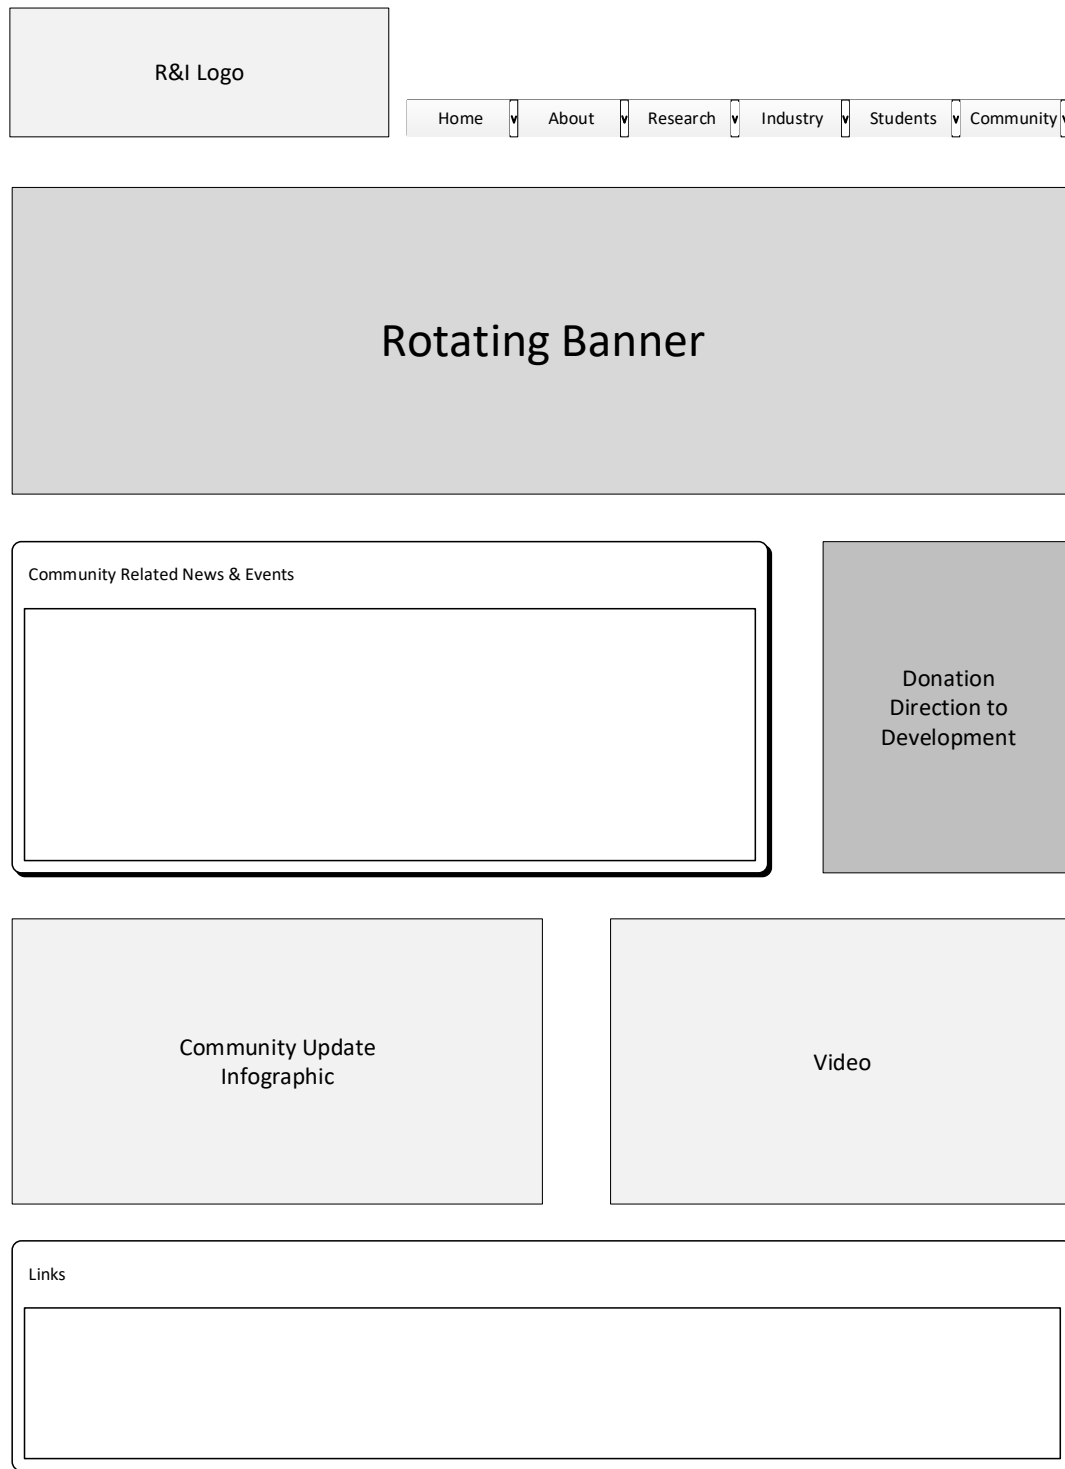 R&I Logo
Home v About v Research v Industry v Students v Community v
Rotating Banner
Community Related News & Events
Donation
Direction to
Development
Community Update
Infographic
Video
Links